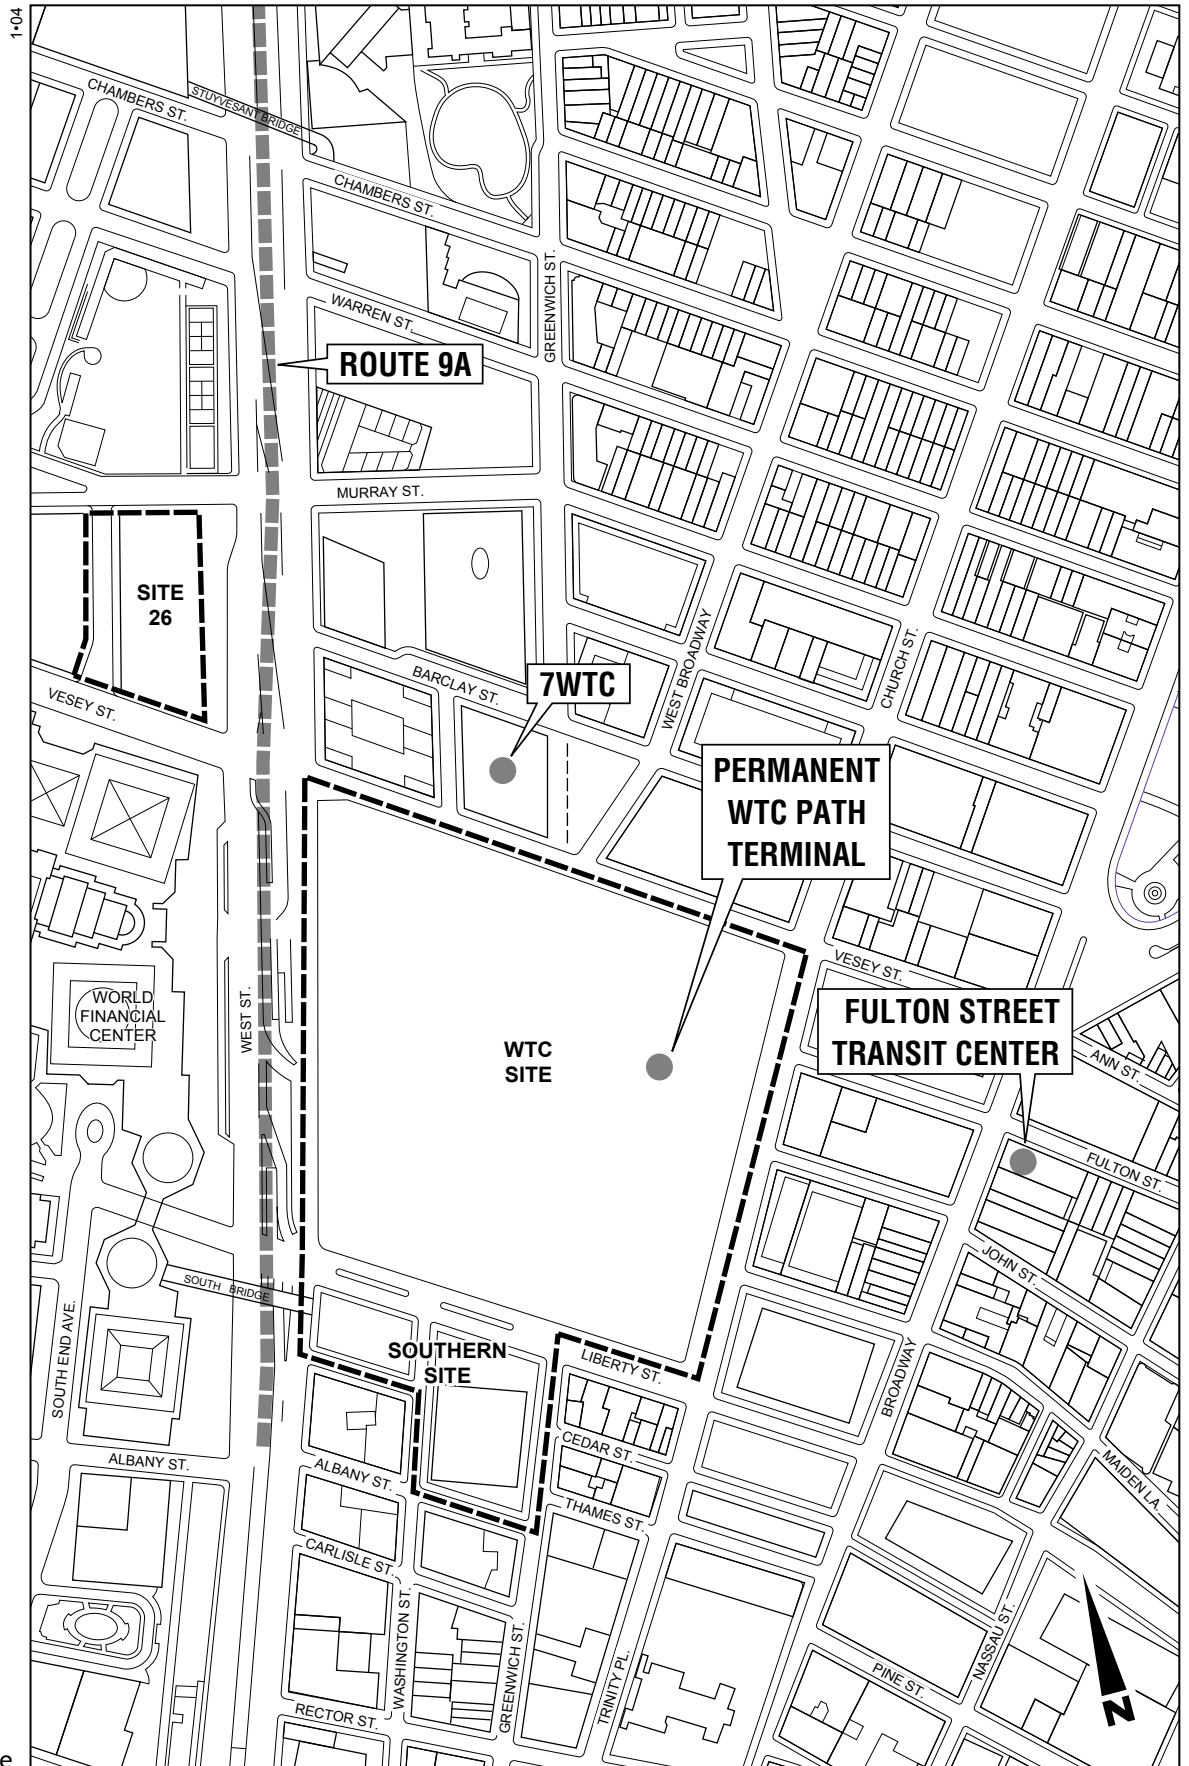 1•04
CHAMBERS ST.
STUYVESANT BRIDGE
CHAMBERS ST.
GREENWICH ST.
WARREN ST.
ROUTE 9A
MURRAY ST.
SITE
26
BARCLAY ST.
7WTC
WEST BROADWAY
CHURCH ST.
VESEY ST.
PERMANENT
WTC PATH
TERMINAL
VESEY ST.
WORLD
FINANCIAL
CENTER
WEST ST.
WTC
SITE
FULTON STREET
TRANSIT CENTER
ANN ST.
FULTON ST.
JOHN ST.
SOUTH BRIDGE
SOUTH END AVE.
SOUTHERN
SITE
LIBERTY ST.
BROADWAY
CEDAR ST.
ALBANY ST.
ALBANY ST.
MAIDEN LA.
THAMES ST.
CARLISLE ST.
WASHINGTON ST.
GREENWICH ST.
TRINITY PL.
NASSAU ST.
PINE ST.
RECTOR ST.
N
e